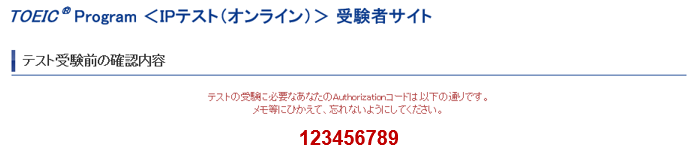 TOEIC® Program <IPテスト(オンライン)> 受験者サイト
テスト受験前の確認内容
テストの受験に必要なあなたのAuthorizationコードは以下の通りです。
メモ等にひかえて、忘れないようにしてください。
123456789